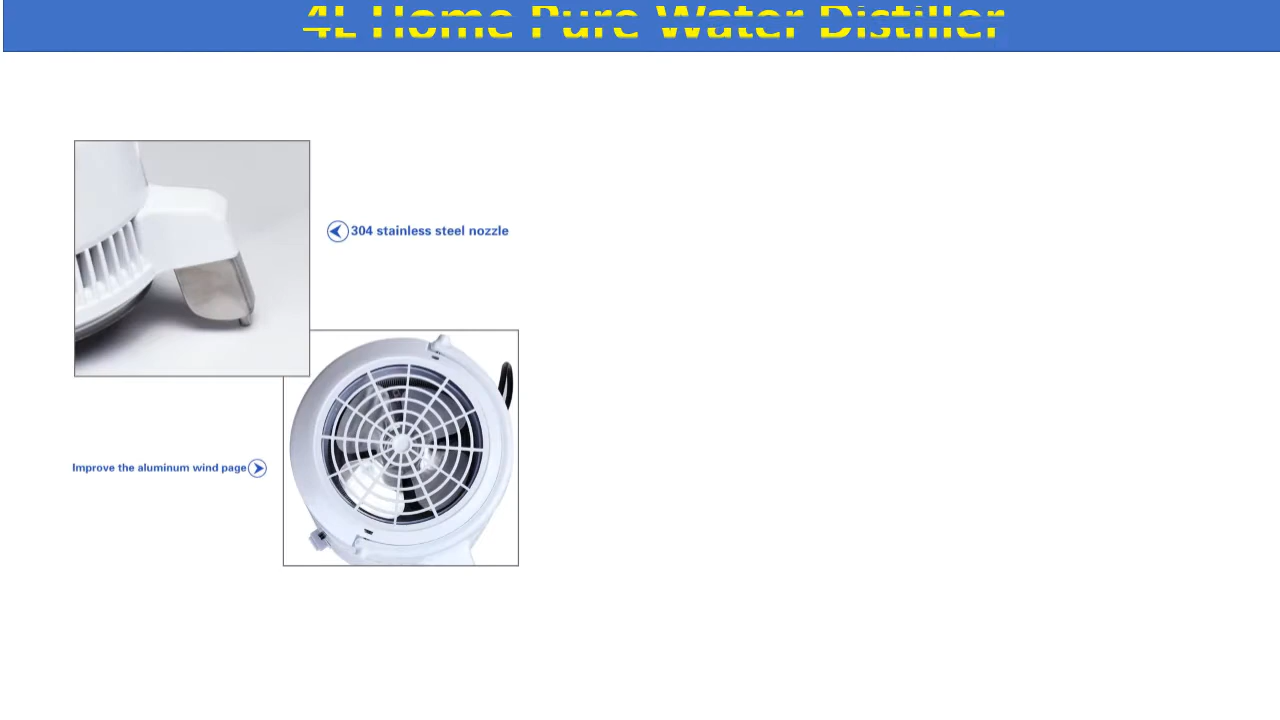 4L Home Pure Water Distiller
304 stainless steel nozzle
Improve the aluminum wind page